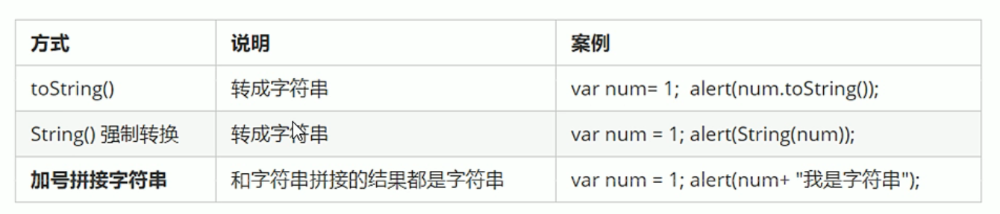 方式 说明 案例
toString() 转成字符串 var num= 1;  alert(num.toString());
String() 强制转换 转成字符串 var num = 1; alert(String(num));
加号拼接字符串 和字符串拼接的结果都是字符串 var num = 1; alert(num+ "我是字符串");